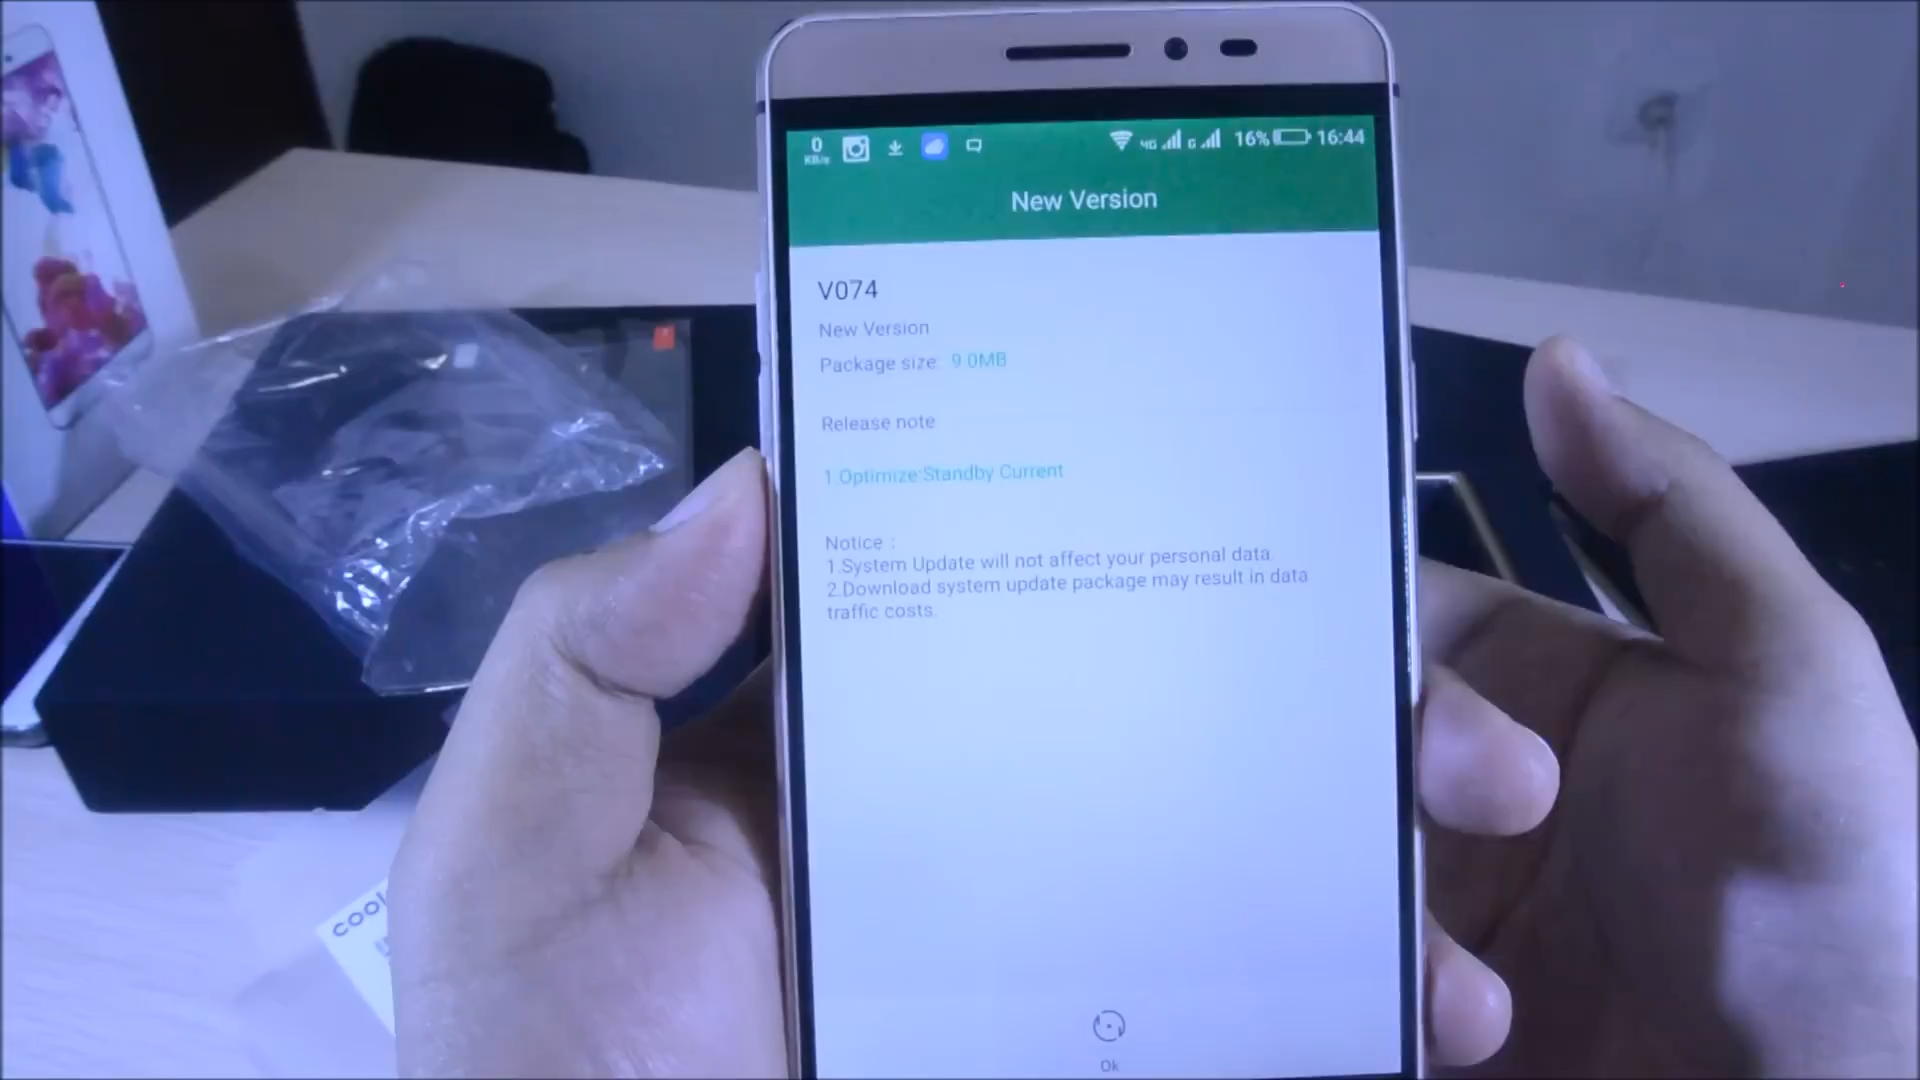 0
KB/s
4G G 16% 16:44
New Version
V074
New Version
Package size: 9.0MB
Release note
1.Optimize:Standby Current
Notice :
1.System Update will not affect your personal data.
2.Download system update package may result in data
traffic costs.
Ok
cool